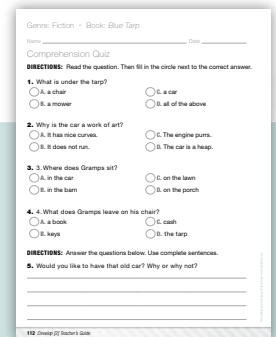 Genre: Fiction • Book: Blue Tarp
Name Date
Comprehension Quiz
DIRECTIONS: Read the question. Then fill in the circle next to the correct answer.
1. What is under the tarp?
A. a chair C. a car
B. a mower D. all of the above
2. Why is the car a work of art?
A. It has nice curves. C. The engine purrs.
B. It does not run. D. The car is a heap.
3. 3. Where does Gramps sit?
A. in the car C. on the lawn
B. in the barn D. on the porch
4. 4. What does Gramps leave on his chair?
A. a book C. cash
B. keys D. the tarp
DIRECTIONS: Answer the questions below. Use complete sentences.
5. Would you like to have that old car? Why or why not?
112 Develop [2] Teacher's Guide